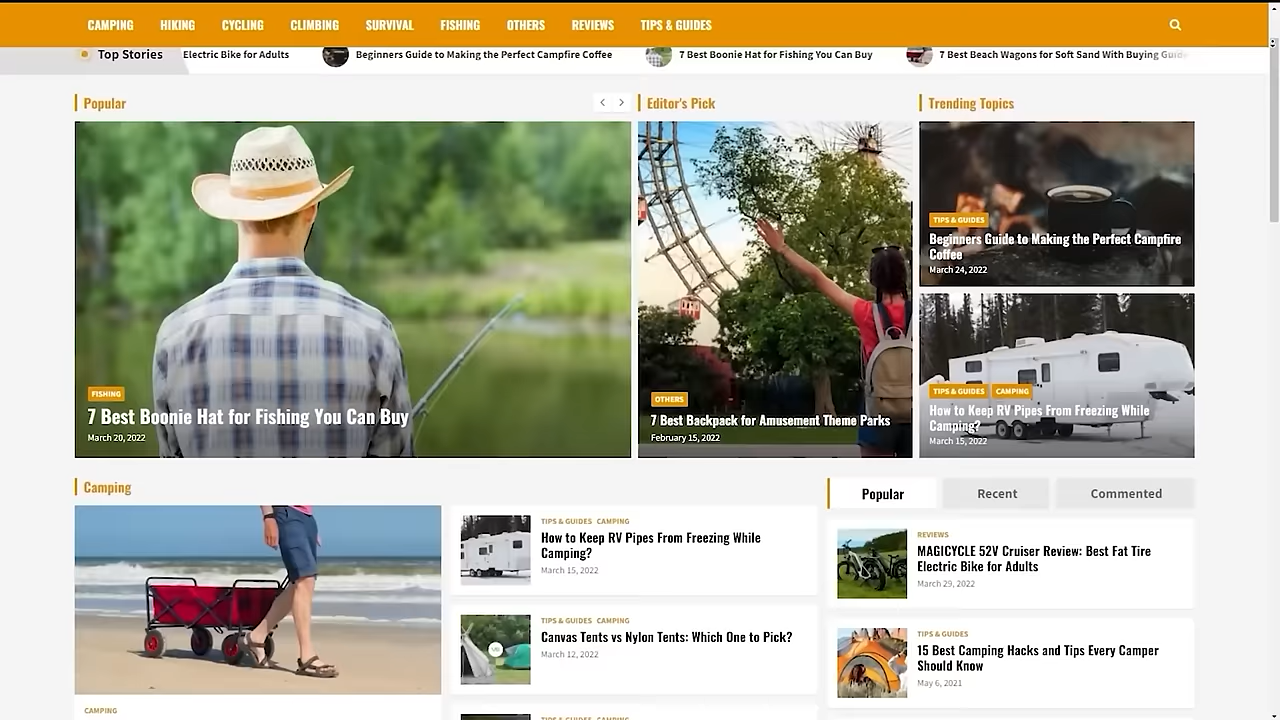 CAMPING HIKING CYCLING CLIMBING SURVIVAL FISHING OTHERS REVIEWS TIPS & GUIDES
Top Stories Electric Bike for Adults Beginners Guide to Making the Perfect Campfire Coffee 7 Best Boonie Hat for Fishing You Can Buy 7 Best Beach Wagons for Soft Sand With Buying Guide
Popular
FISHING
7 Best Boonie Hat for Fishing You Can Buy
March 20, 2022
Editor's Pick
OTHERS
7 Best Backpack for Amusement Theme Parks
February 15, 2022
Trending Topics
TIPS & GUIDES
Beginners Guide to Making the Perfect Campfire
Coffee
March 24, 2022
TIPS & GUIDES CAMPING
How to Keep RV Pipes From Freezing While
Camping?
March 15, 2022
Camping
CAMPING
TIPS & GUIDES CAMPING
How to Keep RV Pipes From Freezing While
Camping?
March 15, 2022
TIPS & GUIDES CAMPING
Canvas Tents vs Nylon Tents: Which One to Pick?
March 12, 2022
TIPS & GUIDES CAMPING
Popular Recent Commented
REVIEWS
MAGICYCLE 52V Cruiser Review: Best Fat Tire
Electric Bike for Adults
March 29, 2022
TIPS & GUIDES
15 Best Camping Hacks and Tips Every Camper
Should Know
May 6, 2021